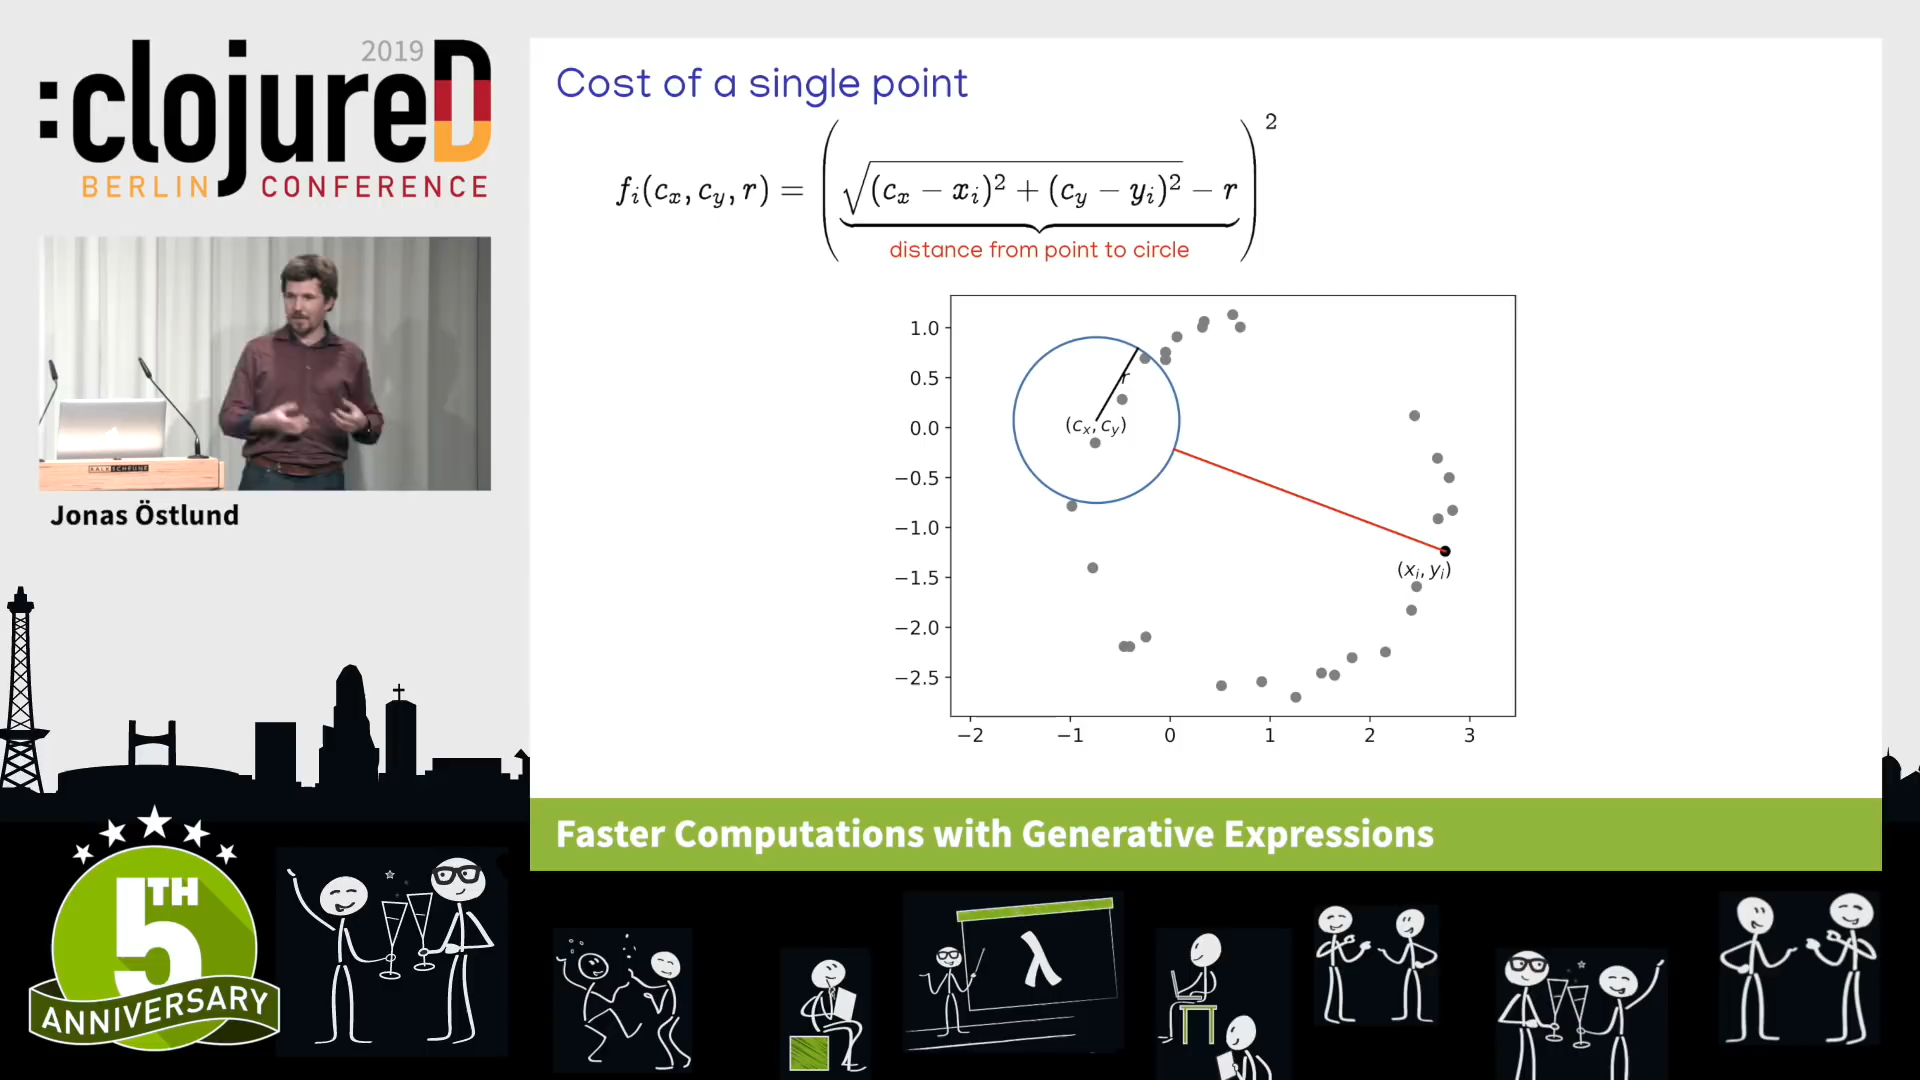 2019
:clojureD
BERLIN CONFERENCE
KALKSCHEUNE
Jonas Östlund
Cost of a single point
f_i(c_x, c_y, r) = (√((c_x − x_i)² + (c_y − y_i)²) − r)²
distance from point to circle
1.0
0.5
0.0
−0.5
−1.0
−1.5
−2.0
−2.5
−2 −1 0 1 2 3
r
(c_x, c_y)
(x_i, y_i)
Faster Computations with Generative Expressions
5TH
ANNIVERSARY
λ